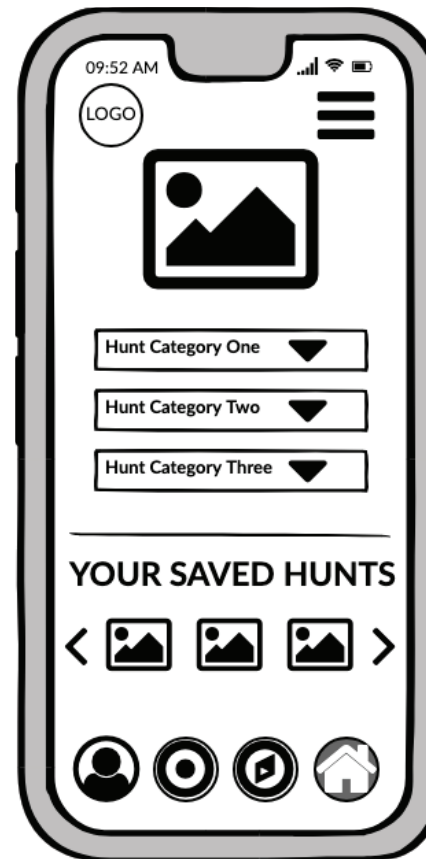 09:52 AM
LOGO
Hunt Category One
Hunt Category Two
Hunt Category Three
YOUR SAVED HUNTS